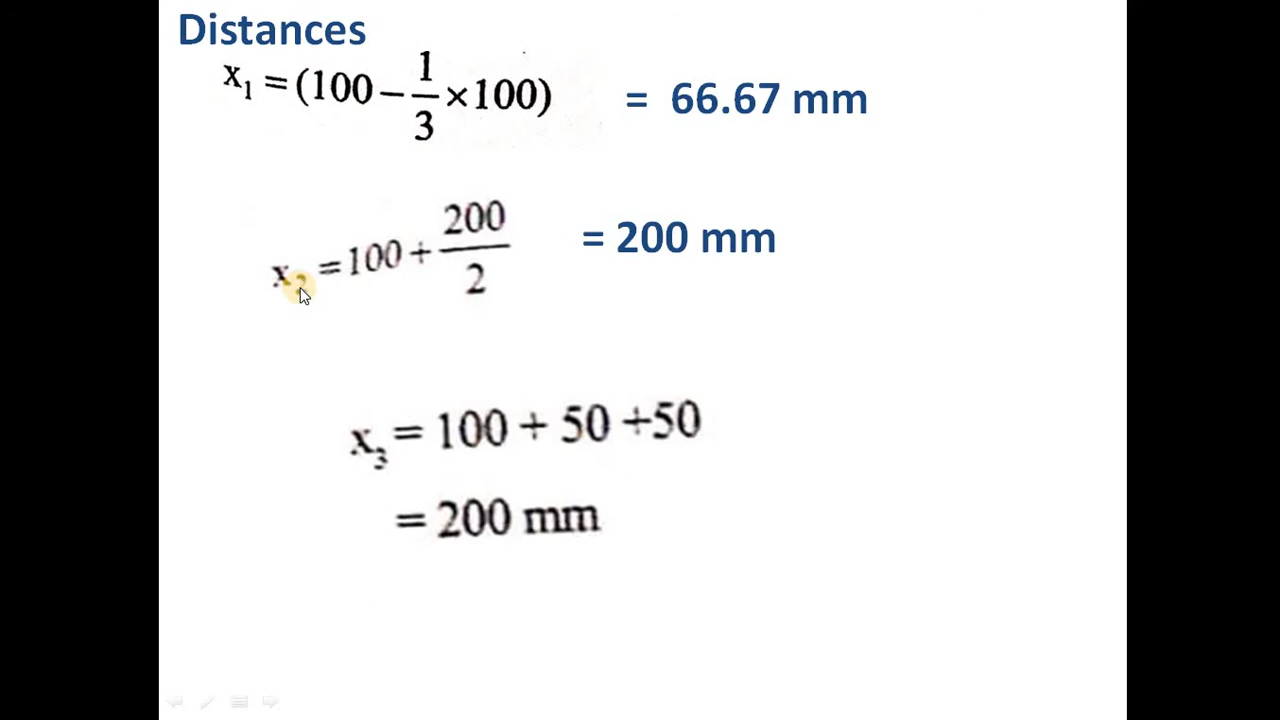 Distances
x₁ = (100 − 1/3 × 100) = 66.67 mm
x₂ = 100 + 200/2 = 200 mm
x₃ = 100 + 50 +50
= 200 mm